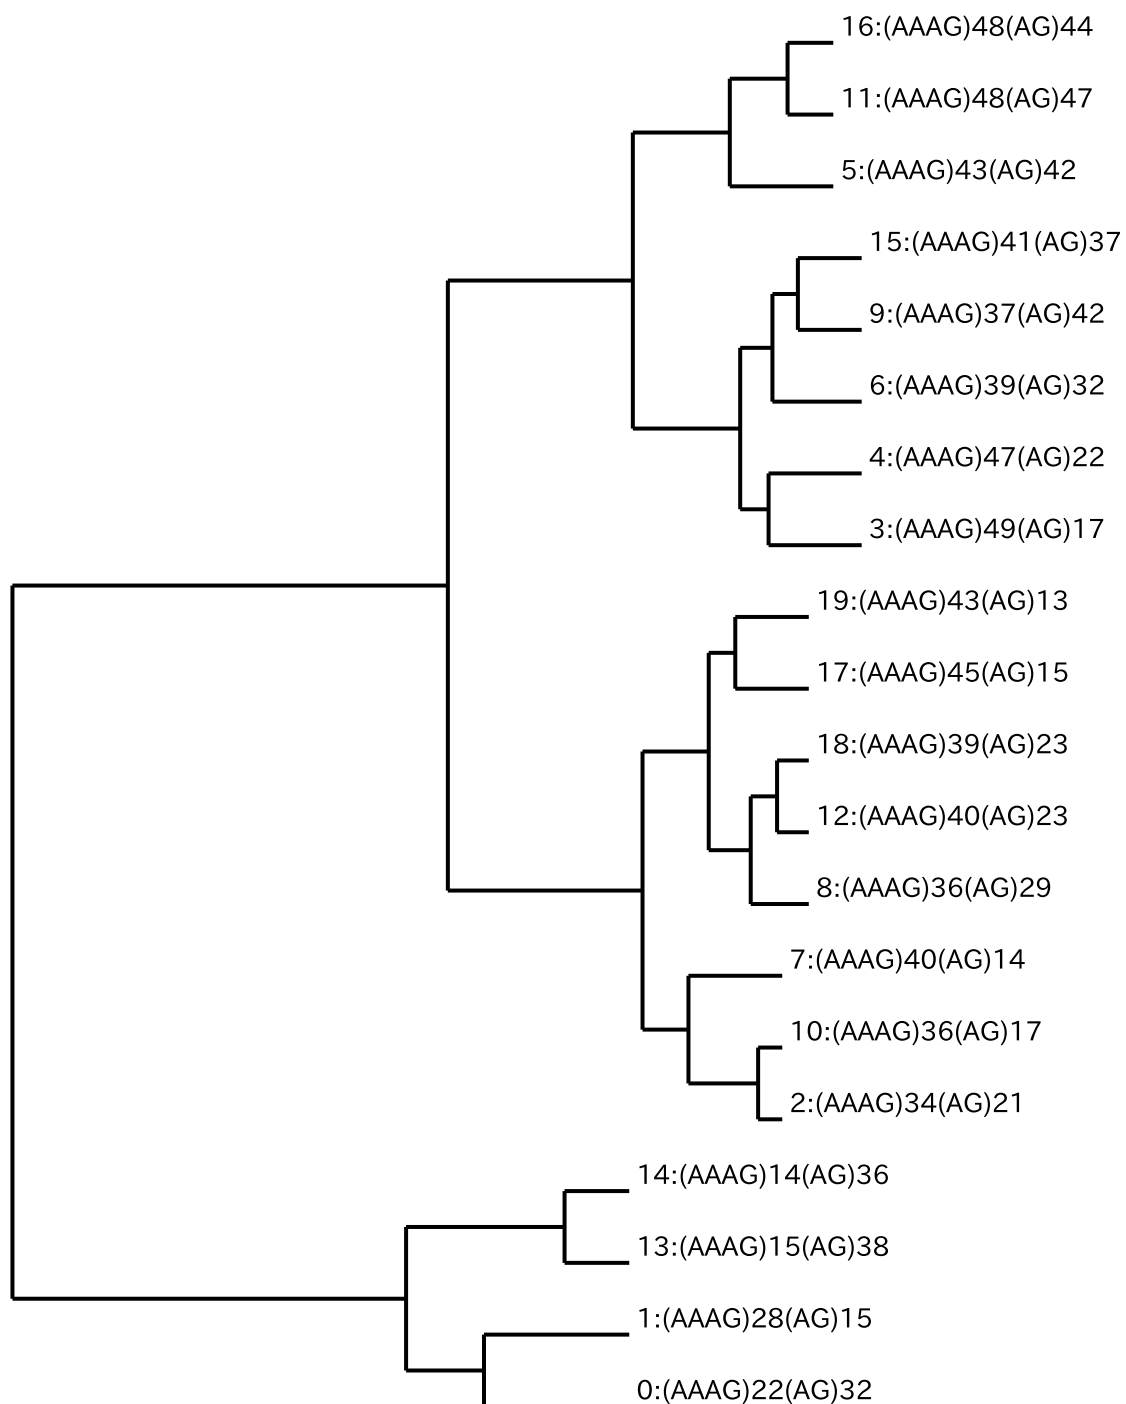 16:(AAAG)48(AG)44
11:(AAAG)48(AG)47
5:(AAAG)43(AG)42
15:(AAAG)41(AG)37
9:(AAAG)37(AG)42
6:(AAAG)39(AG)32
4:(AAAG)47(AG)22
3:(AAAG)49(AG)17
19:(AAAG)43(AG)13
17:(AAAG)45(AG)15
18:(AAAG)39(AG)23
12:(AAAG)40(AG)23
8:(AAAG)36(AG)29
7:(AAAG)40(AG)14
10:(AAAG)36(AG)17
2:(AAAG)34(AG)21
14:(AAAG)14(AG)36
13:(AAAG)15(AG)38
1:(AAAG)28(AG)15
0:(AAAG)22(AG)32